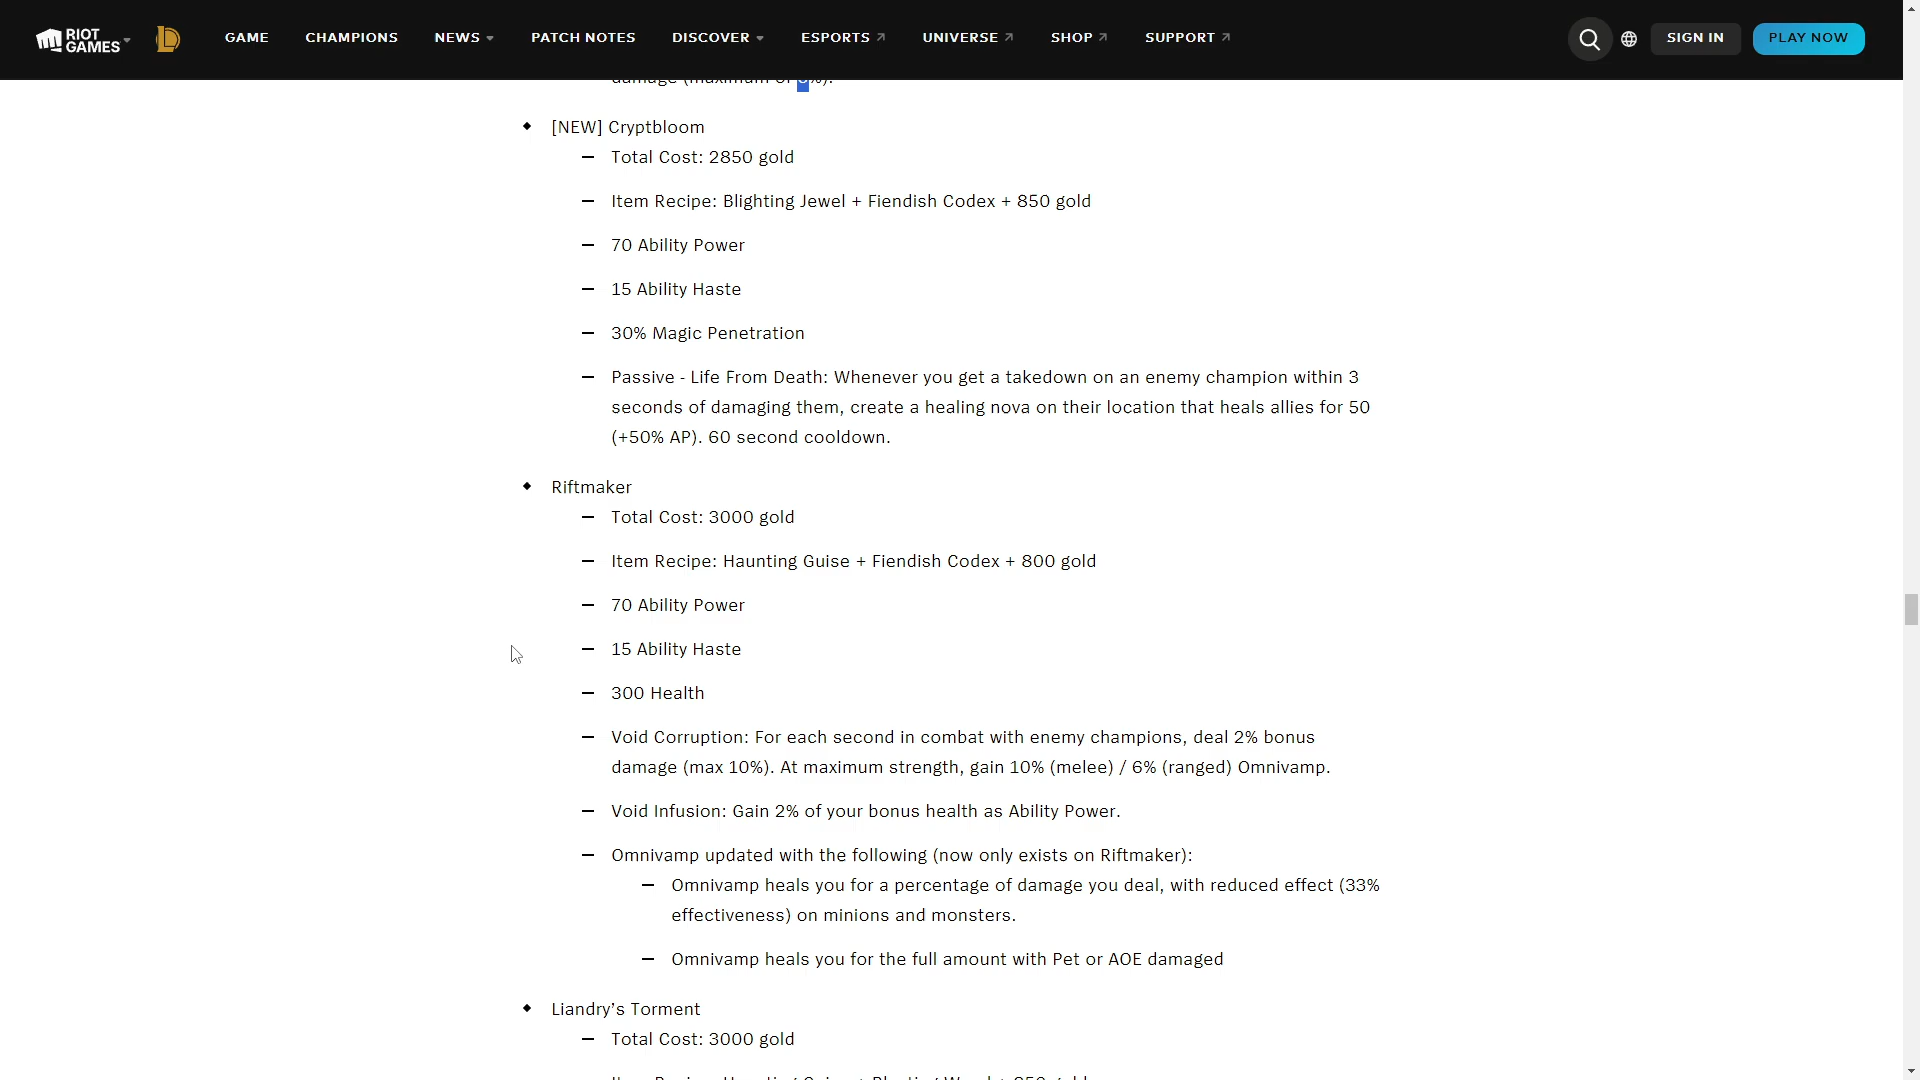 RIOT GAMES
GAME CHAMPIONS NEWS PATCH NOTES DISCOVER ESPORTS UNIVERSE SHOP SUPPORT SIGN IN PLAY NOW
damage (maximum of 8%).
[NEW] Cryptbloom
Total Cost: 2850 gold
Item Recipe: Blighting Jewel + Fiendish Codex + 850 gold
70 Ability Power
15 Ability Haste
30% Magic Penetration
Passive - Life From Death: Whenever you get a takedown on an enemy champion within 3
seconds of damaging them, create a healing nova on their location that heals allies for 50
(+50% AP). 60 second cooldown.
Riftmaker
Total Cost: 3000 gold
Item Recipe: Haunting Guise + Fiendish Codex + 800 gold
70 Ability Power
15 Ability Haste
300 Health
Void Corruption: For each second in combat with enemy champions, deal 2% bonus
damage (max 10%). At maximum strength, gain 10% (melee) / 6% (ranged) Omnivamp.
Void Infusion: Gain 2% of your bonus health as Ability Power.
Omnivamp updated with the following (now only exists on Riftmaker):
Omnivamp heals you for a percentage of damage you deal, with reduced effect (33%
effectiveness) on minions and monsters.
Omnivamp heals you for the full amount with Pet or AOE damaged
Liandry’s Torment
Total Cost: 3000 gold